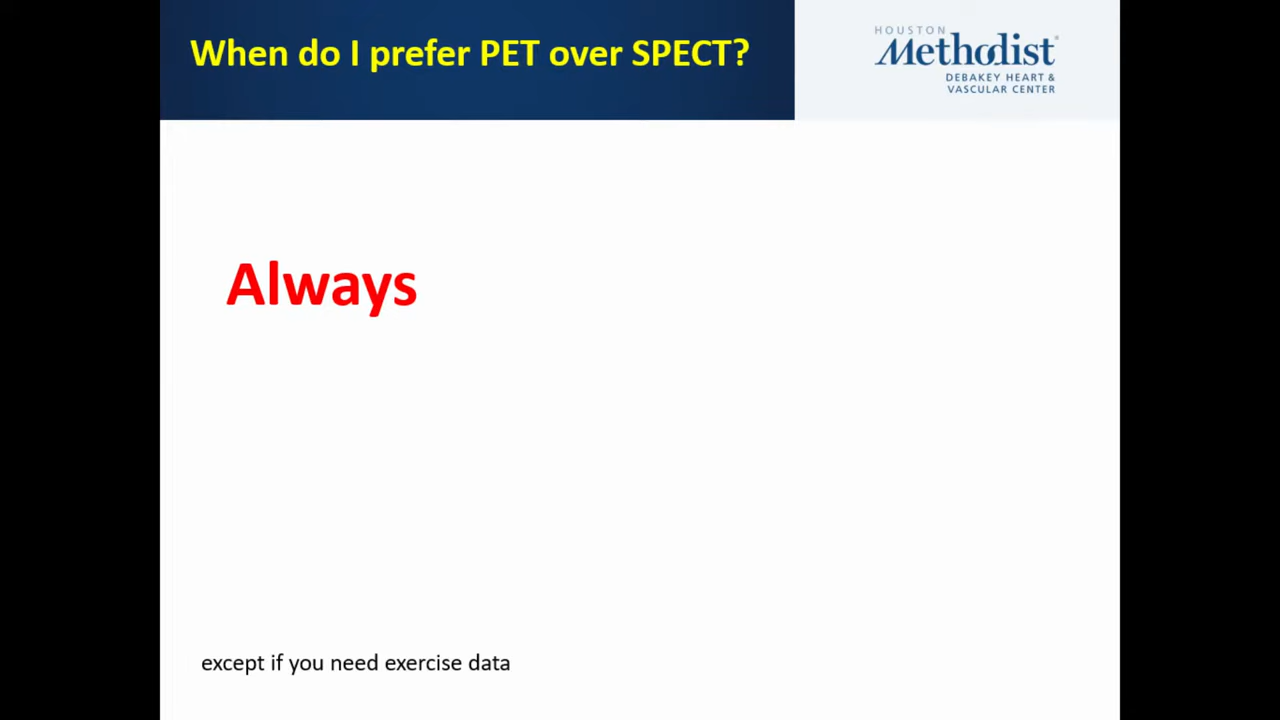 When do I prefer PET over SPECT?
HOUSTON
Methodist
DEBAKEY HEART &
VASCULAR CENTER
Always
except if you need exercise data